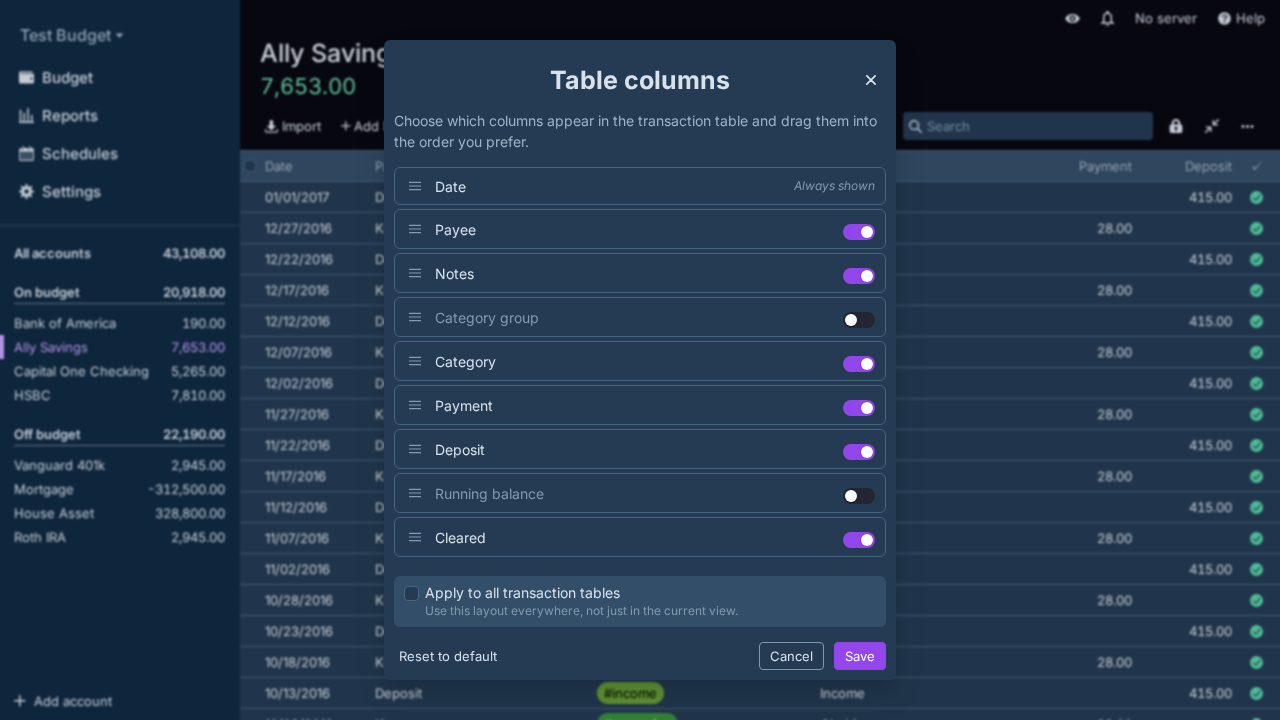 Test Budget
Budget
Reports
Schedules
Settings
All accounts 43,108.00
On budget 20,918.00
Bank of America 190.00
Ally Savings 7,653.00
Capital One Checking 5,265.00
HSBC 7,810.00
Off budget 22,190.00
Vanguard 401k 2,945.00
Mortgage -312,500.00
House Asset 328,800.00
Roth IRA 2,945.00
Add account
No server
Help
7,653.00
Import
Add
Search
Date Payment Deposit
01/01/2017 415.00
12/27/2016 28.00
12/22/2016 415.00
12/17/2016 28.00
12/12/2016 415.00
12/07/2016 28.00
12/02/2016 415.00
11/27/2016 28.00
11/22/2016 415.00
11/17/2016 28.00
11/12/2016 415.00
11/07/2016 28.00
11/02/2016 415.00
10/28/2016 28.00
10/23/2016 415.00
10/18/2016 28.00
10/13/2016 Deposit #income Income 415.00
Table columns
Choose which columns appear in the transaction table and drag them into
the order you prefer.
Date Always shown
Payee
Notes
Category group
Category
Payment
Deposit
Running balance
Cleared
Apply to all transaction tables
Use this layout everywhere, not just in the current view.
Reset to default
Cancel
Save